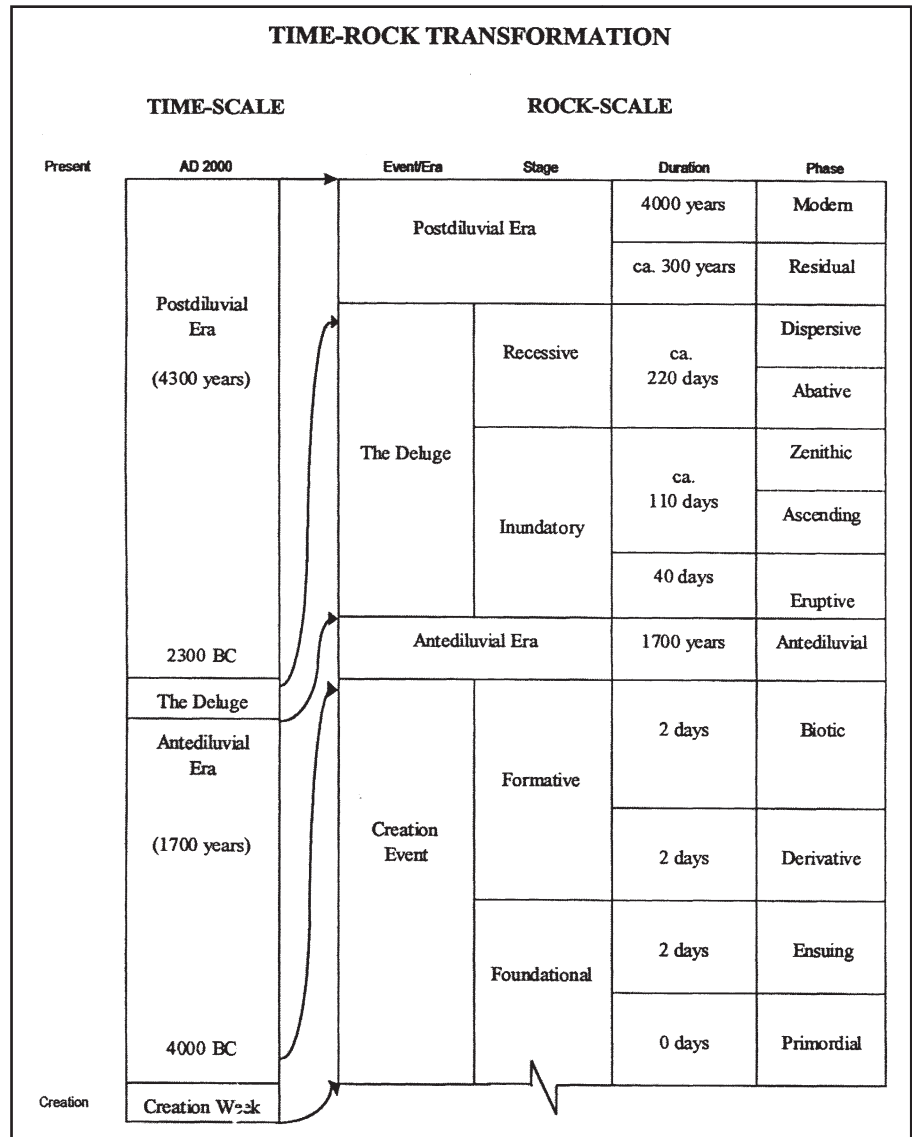 TIME-ROCK TRANSFORMATION
TIME-SCALE ROCK-SCALE
Present AD 2000 Event/Era Stage Duration Phase
Postdiluvial
Era
(4300 years)
2300 BC
The Deluge
Antediluvial
Era
(1700 years)
4000 BC
Creation Creation Week
Postdiluvial Era
4000 years Modern
ca. 300 years Residual
The Deluge
Recessive
ca.
220 days
Dispersive
Abative
Inundatory
ca.
110 days
Zenithic
Ascending
40 days
Eruptive
Antediluvial Era 1700 years Antediluvial
Creation
Event
Formative
2 days Biotic
2 days Derivative
Foundational
2 days Ensuing
0 days Primordial